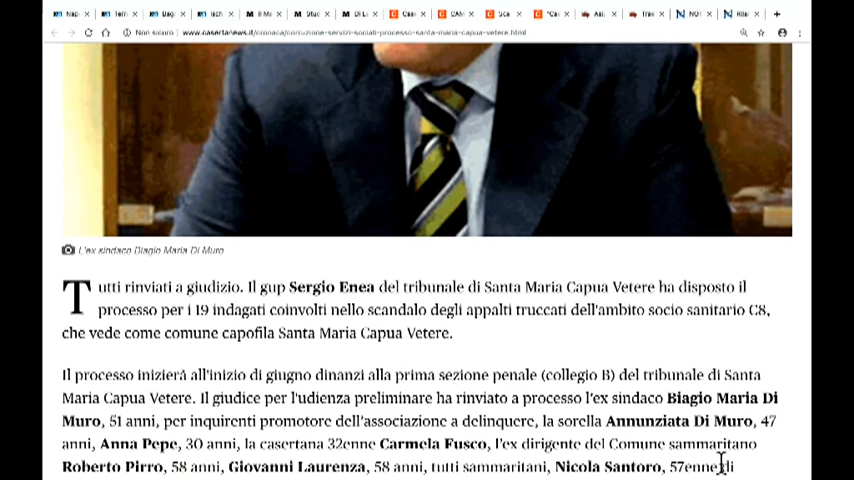 Non sicuro
www.casertanews.it/cronaca/corruzione-servizi-sociali-processo-santa-maria-capua-vetere.html
L'ex sindaco Biagio Maria Di Muro
Tutti rinviati a giudizio. Il gup Sergio Enea del tribunale di Santa Maria Capua Vetere ha disposto il
processo per i 19 indagati coinvolti nello scandalo degli appalti truccati dell'ambito socio sanitario C8,
che vede come comune capofila Santa Maria Capua Vetere.
Il processo inizierà all'inizio di giugno dinanzi alla prima sezione penale (collegio B) del tribunale di Santa
Maria Capua Vetere. Il giudice per l'udienza preliminare ha rinviato a processo l'ex sindaco Biagio Maria Di
Muro, 51 anni, per inquirenti promotore dell'associazione a delinquere, la sorella Annunziata Di Muro, 47
anni, Anna Pepe, 30 anni, la casertana 32enne Carmela Fusco, l'ex dirigente del Comune sammaritano
Roberto Pirro, 58 anni, Giovanni Laurenza, 58 anni, tutti sammaritani, Nicola Santoro, 57enne di